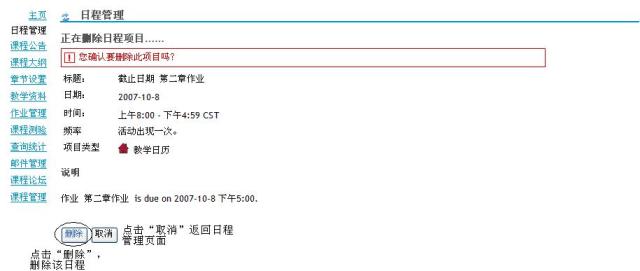 主页
日程管理
课程公告
课程大纲
章节设置
教学资料
作业管理
课程测验
查询统计
邮件管理
课程论坛
课程管理
日程管理
正在删除日程项目......
您确认要删除此项目吗?
标题: 截止日期 第二章作业
日期: 2007-10-8
时间: 上午8:00 - 下午4:59 CST
频率 活动出现一次。
项目类型 教学日历
说明
作业 第二章作业 is due on 2007-10-8 下午5:00.
删除 取消 点击“取消”返回日程
管理页面
点击“删除”,
删除该日程